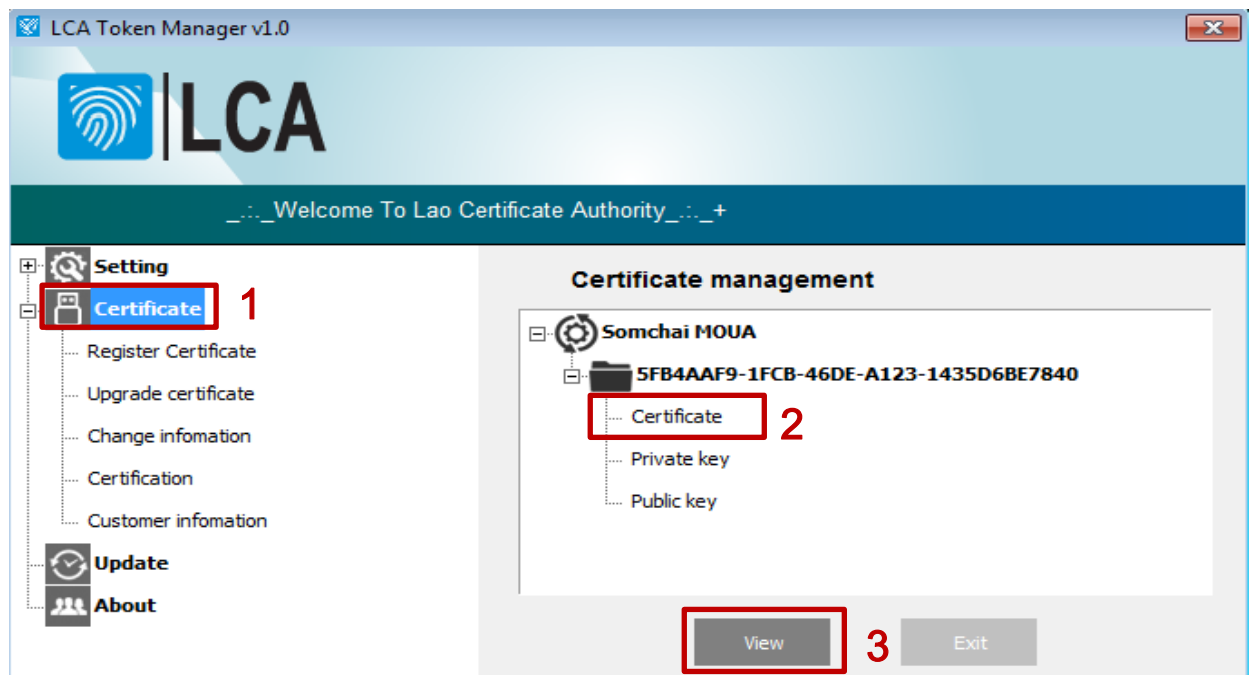 LCA Token Manager v1.0
LCA
_.:._Welcome To Lao Certificate Authority_.:._+
Setting
Certificate
1
Register Certificate
Upgrade certificate
Change infomation
Certification
Customer infomation
Update
About
Certificate management
Somchai MOUA
5FB4AAF9-1FCB-46DE-A123-1435D6BE7840
Certificate
2
Private key
Public key
View
3
Exit